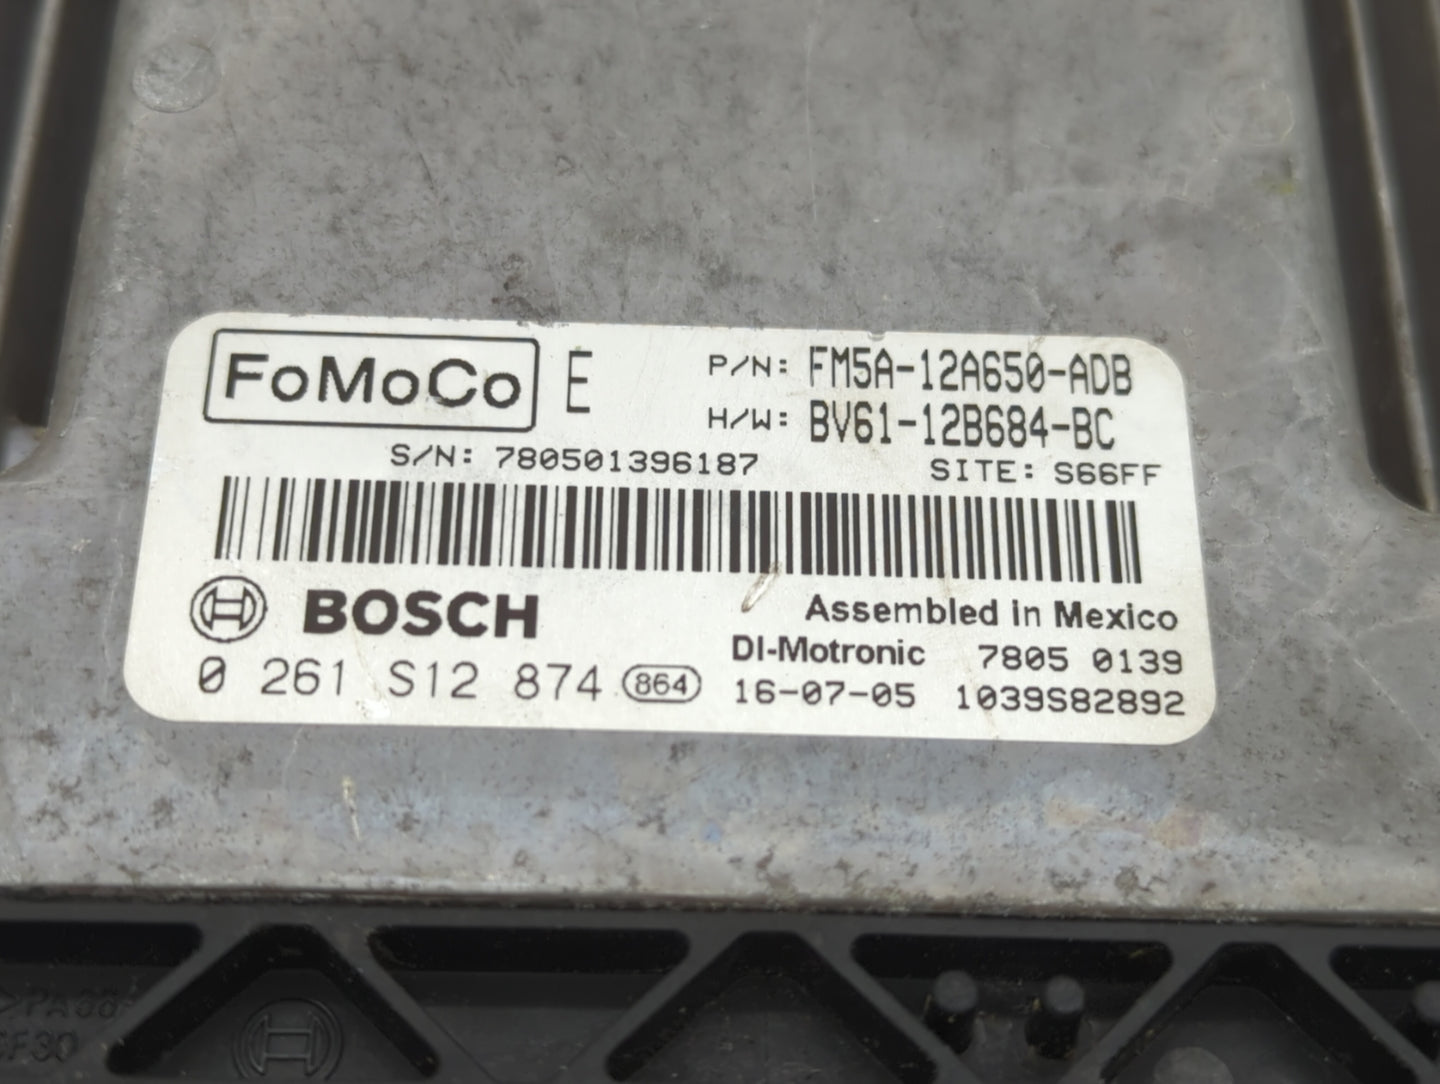 FoMoCo E P/N: FM5A-12A650-ADB
H/W: BV61-12B684-BC
S/N: 780501396187 SITE: S66FF
BOSCH Assembled in Mexico
DI-Motronic 7805 0139
0 261 S12 874 864 16-07-05 1039S82892